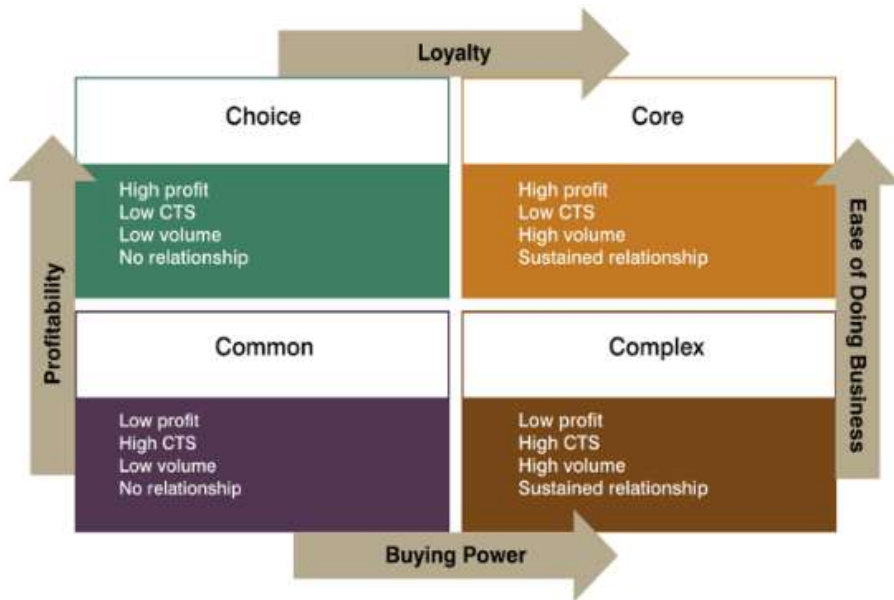 Loyalty
Choice
High profit
Low CTS
Low volume
No relationship
Core
High profit
Low CTS
High volume
Sustained relationship
Profitability
Ease of Doing Business
Common
Low profit
High CTS
Low volume
No relationship
Complex
Low profit
High CTS
High volume
Sustained relationship
Buying Power